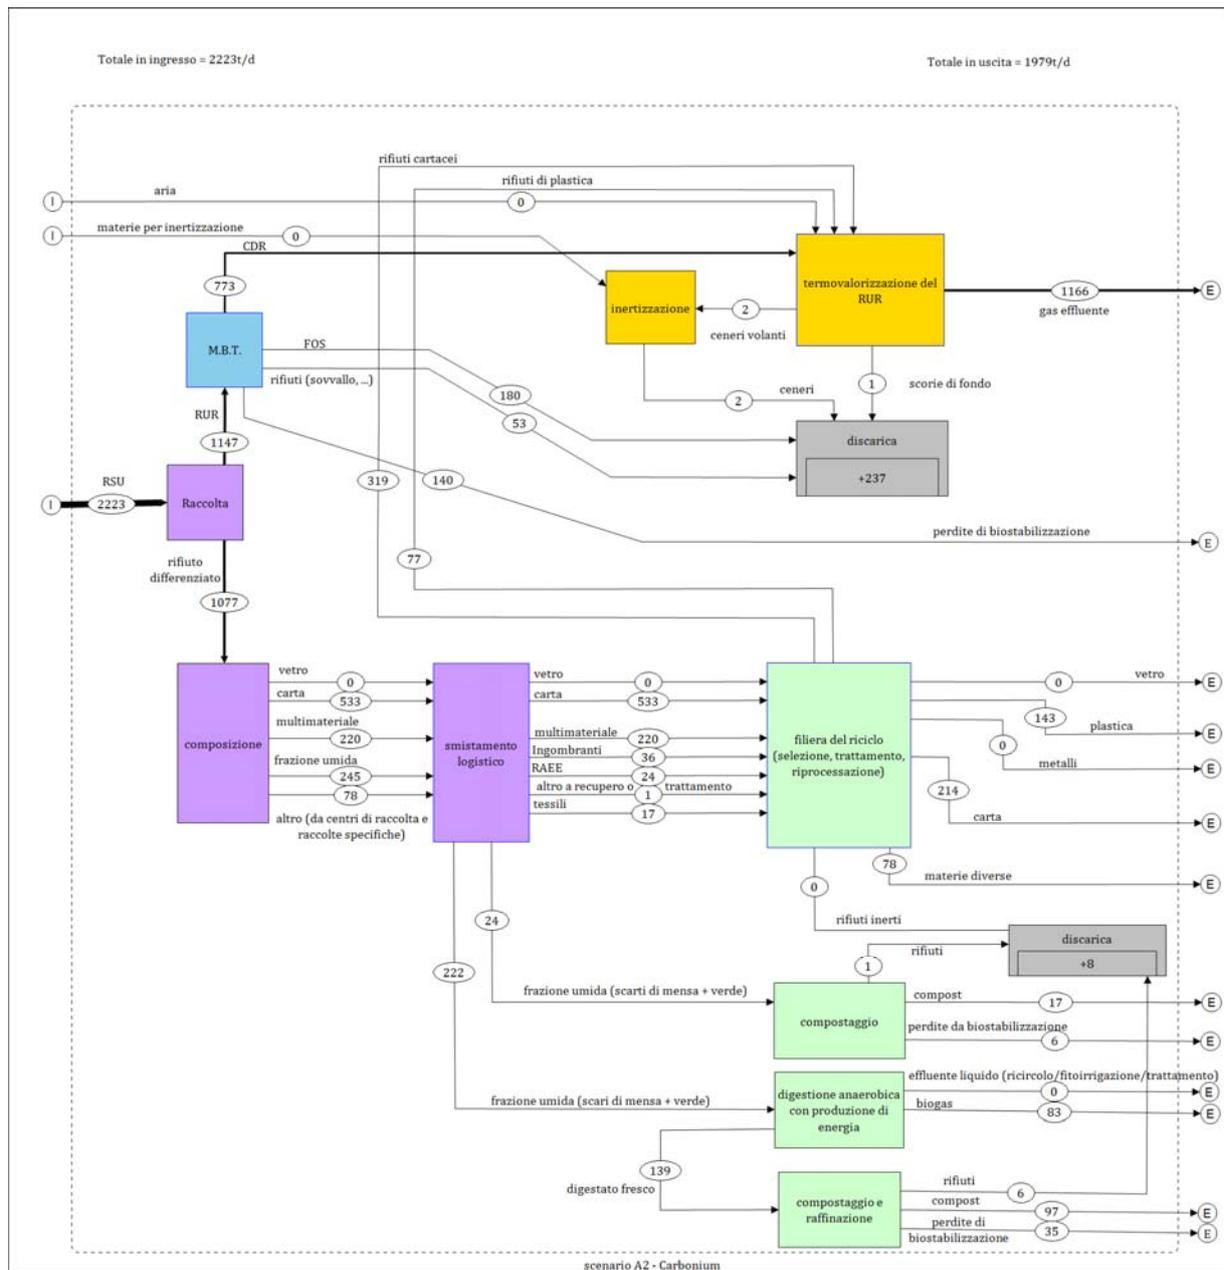 Totale in ingresso = 2223t/d
Totale in uscita = 1979t/d
rifiuti cartacei
rifiuti di plastica
I
aria
0
I
materie per inertizzazione
0
CDR
773
termovalorizzazione del
RUR
1166
E
gas effluente
inertizzazione
2
ceneri volanti
M.B.T.
FOS
rifiuti (sovvallo, ...)
180
53
ceneri
2
1
scorie di fondo
RUR
1147
discarica
+237
319
140
I
RSU
2223
Raccolta
perdite di biostabilizzazione
E
77
rifiuto
differenziato
1077
composizione
vetro
0
carta
533
multimateriale
220
frazione umida
245
78
altro (da centri di raccolta e
raccolte specifiche)
smistamento
logistico
vetro
0
carta
533
multimateriale
220
Ingombranti
36
RAEE
24
altro a recupero o
1
trattamento
tessili
17
filiera del riciclo
(selezione, trattamento,
riprocessazione)
0
vetro
E
143
plastica
E
0
metalli
E
214
carta
E
78
materie diverse
E
0
rifiuti inerti
24
222
discarica
+8
rifiuti
1
frazione umida (scarti di mensa + verde)
compostaggio
compost
17
E
perdite da biostabilizzazione
6
E
frazione umida (scari di mensa + verde)
digestione anaerobica
con produzione di
energia
effluente liquido (ricircolo/fitoirrigazione/trattamento)
0
E
biogas
83
E
139
digestato fresco
compostaggio e
raffinazione
rifiuti
6
compost
97
E
perdite di
biostabilizzazione
35
E
scenario A2 - Carbonium